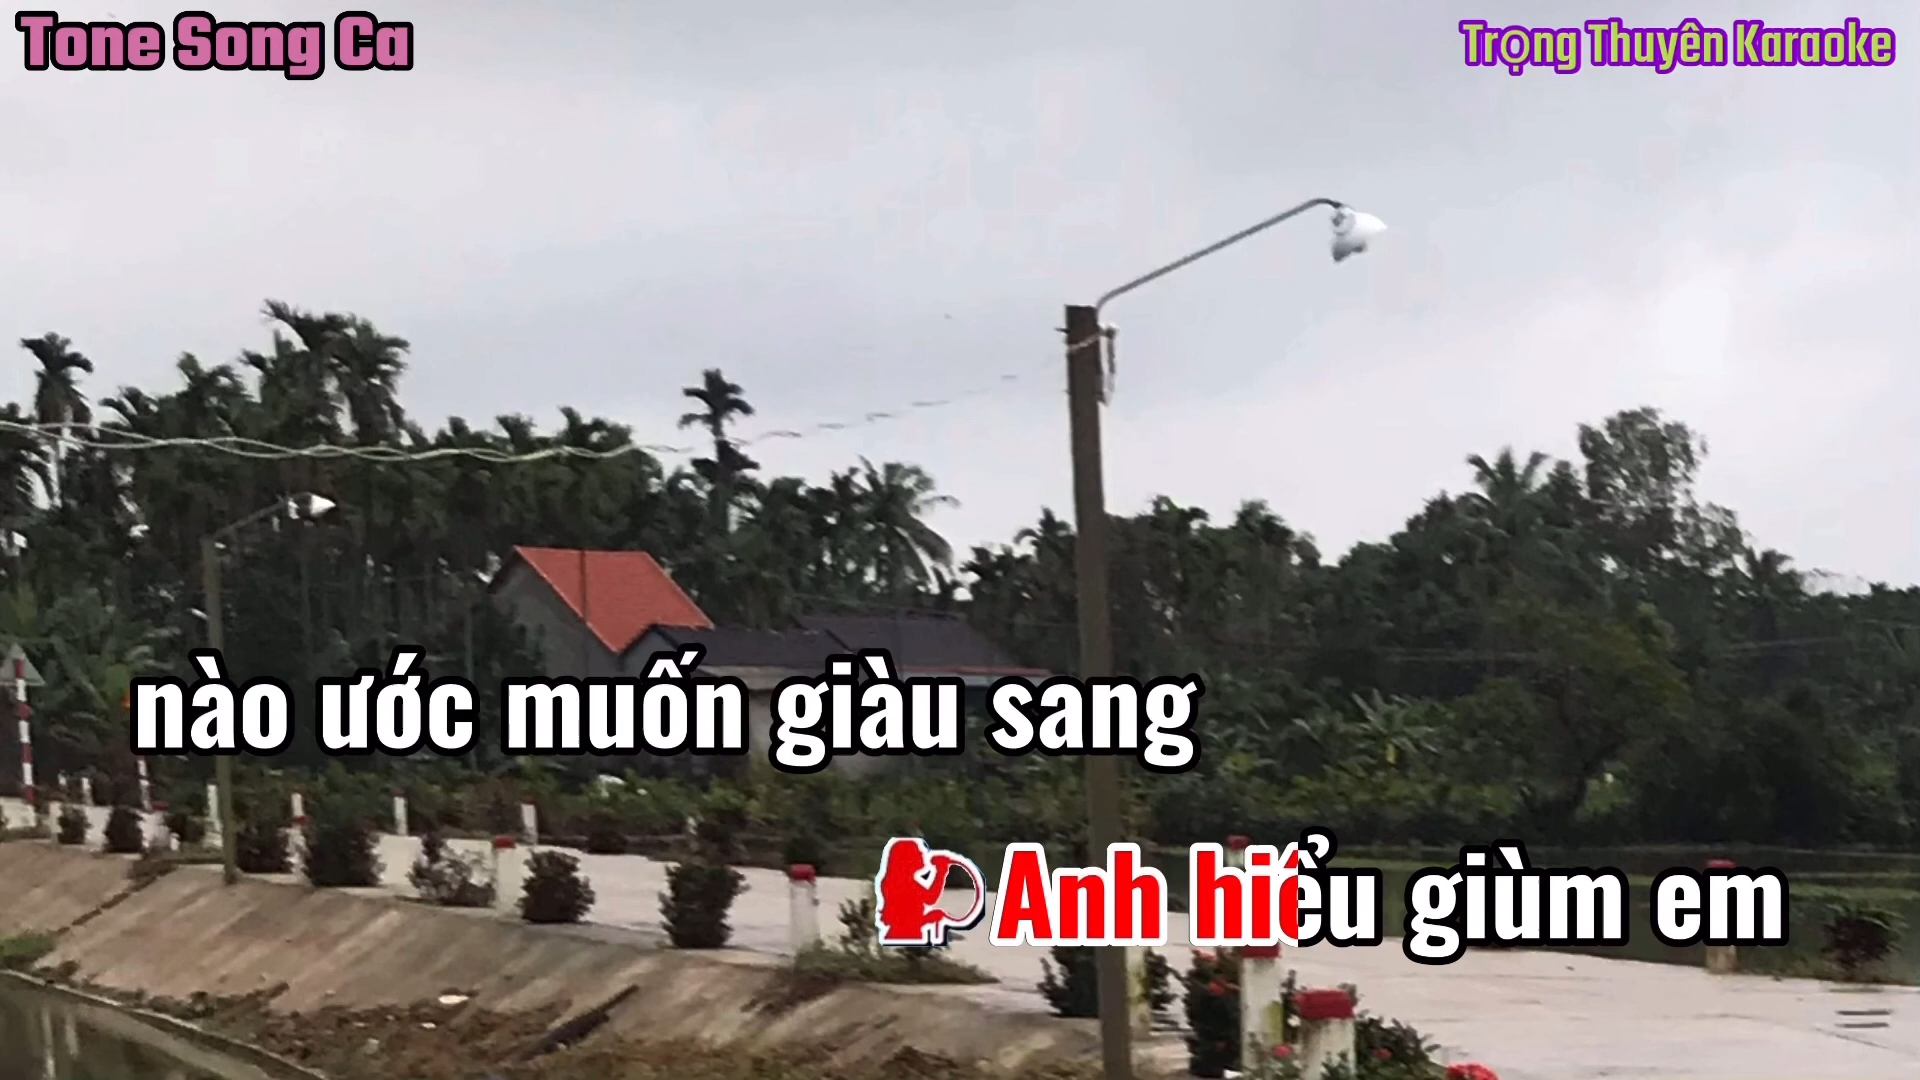 Tone Song Ca
Trọng Thuyên Karaoke
nào ước muốn giàu sang
Anh hiểu giùm em